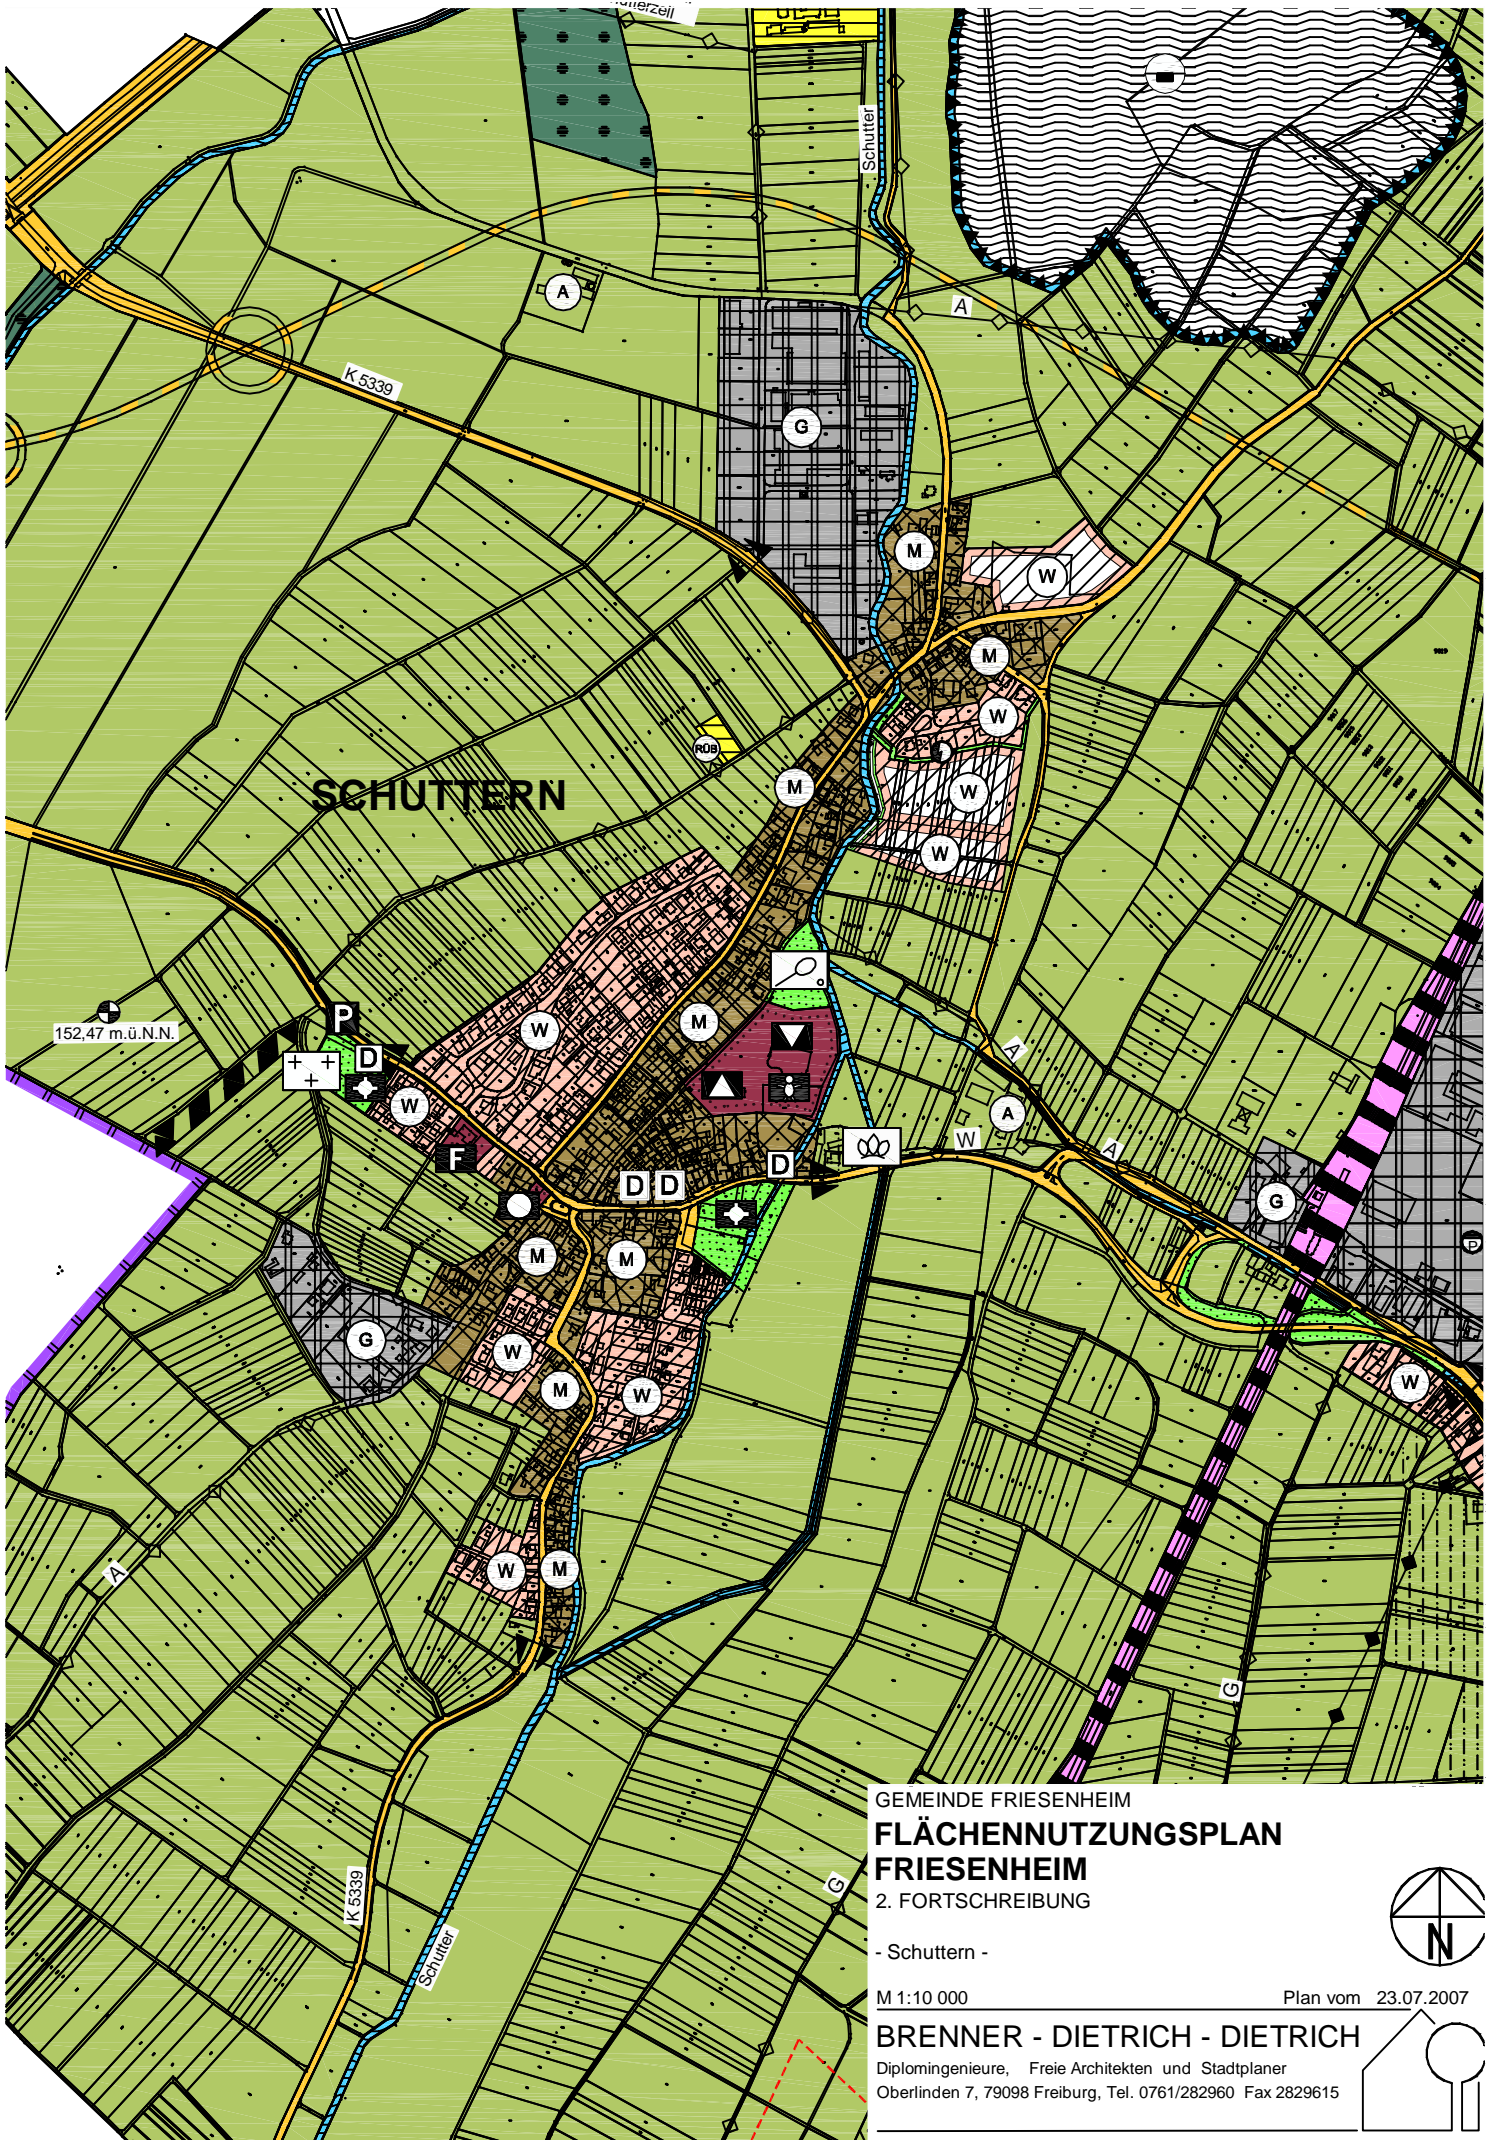 Schutter
A
A
K 5339
G
M
W
M
W
RÜB
SCHUTTERN
M
W
W
P
152,47 m.ü.N.N.
D
W
M
A
W
A
W
A
F
D
D
D
G
P
M
M
G
W
M
W
W
A
W
M
G
K 5339
G
Schutter
GEMEINDE FRIESENHEIM
FLÄCHENNUTZUNGSPLAN
FRIESENHEIM
2. FORTSCHREIBUNG
N
- Schuttern -
M 1:10 000 Plan vom 23.07.2007
BRENNER - DIETRICH - DIETRICH
Diplomingenieure, Freie Architekten und Stadtplaner
Oberlinden 7, 79098 Freiburg, Tel. 0761/282960 Fax 2829615